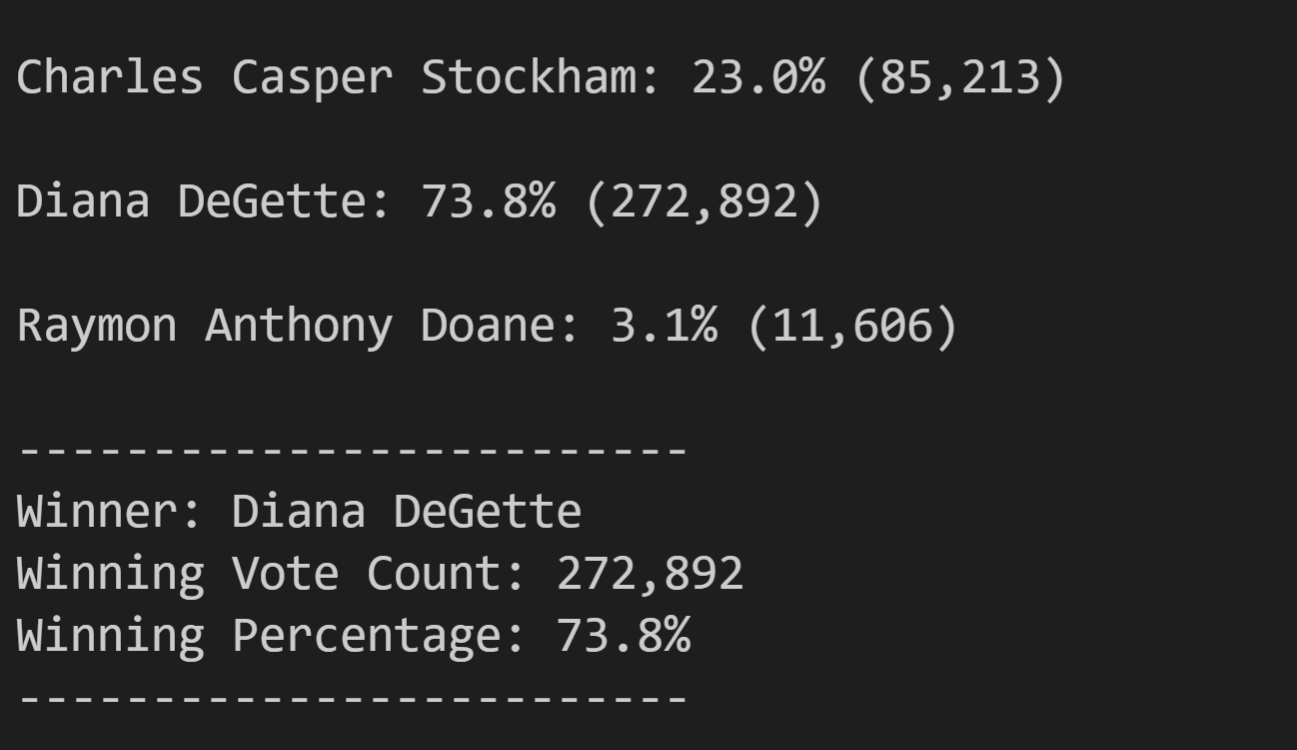 Charles Casper Stockham: 23.0% (85,213)
Diana DeGette: 73.8% (272,892)
Raymon Anthony Doane: 3.1% (11,606)
-------------------------
Winner: Diana DeGette
Winning Vote Count: 272,892
Winning Percentage: 73.8%
-------------------------